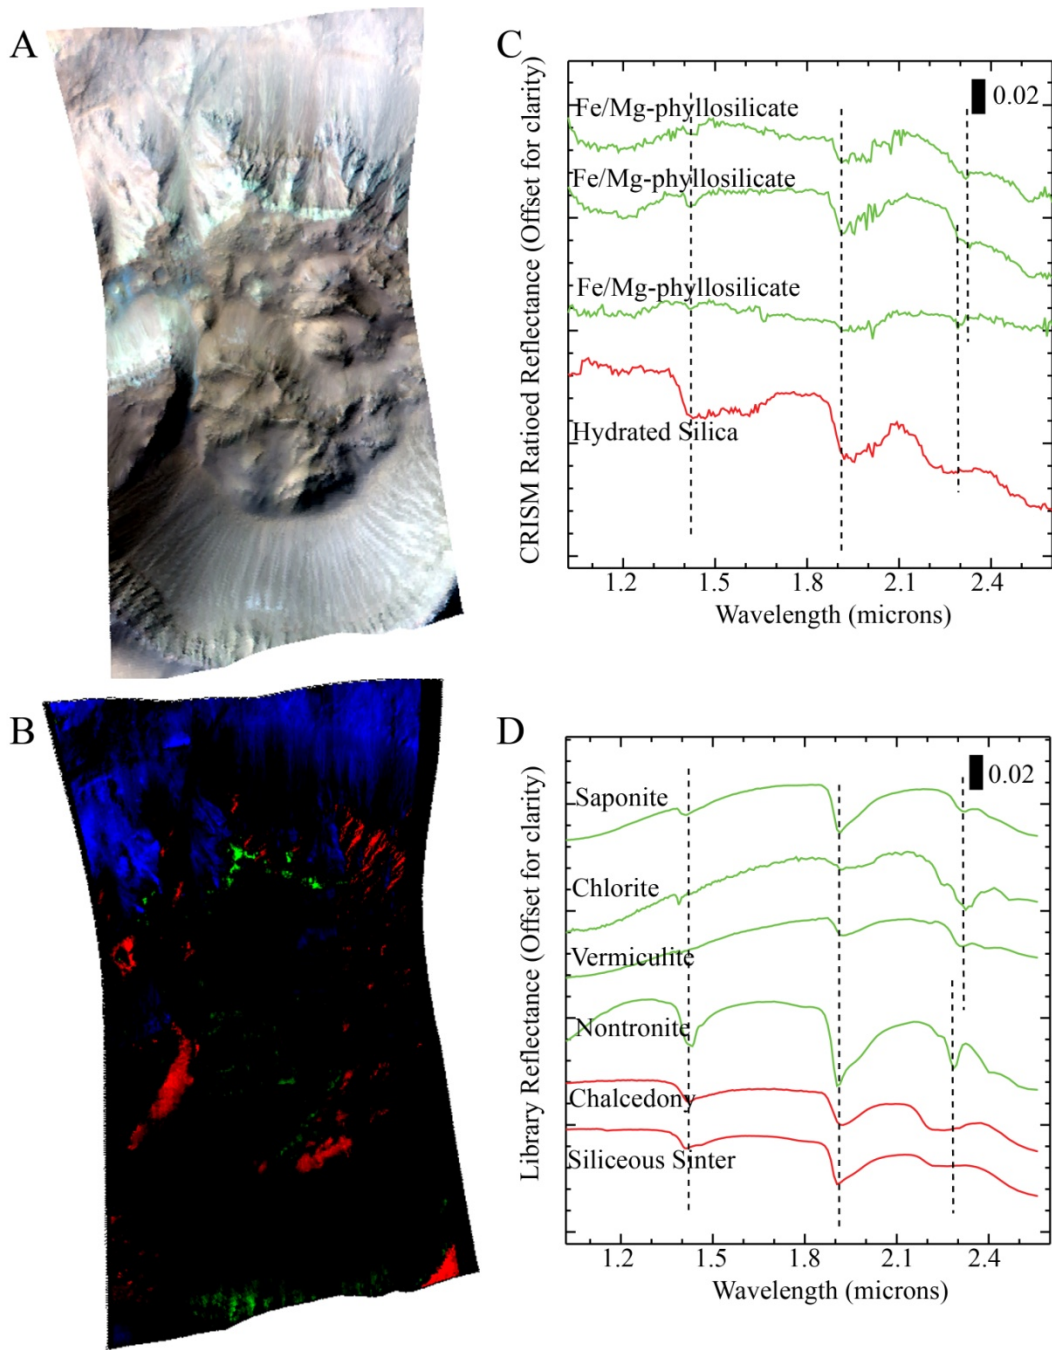 A
C
0.02
Fe/Mg-phyllosilicate
Fe/Mg-phyllosilicate
Fe/Mg-phyllosilicate
Hydrated Silica
CRISM Ratioed Reflectance (Offset for clarity)
1.2 1.5 1.8 2.1 2.4
Wavelength (microns)
B
D
0.02
Saponite
Chlorite
Vermiculite
Nontronite
Chalcedony
Siliceous Sinter
Library Reflectance (Offset for clarity)
1.2 1.5 1.8 2.1 2.4
Wavelength (microns)